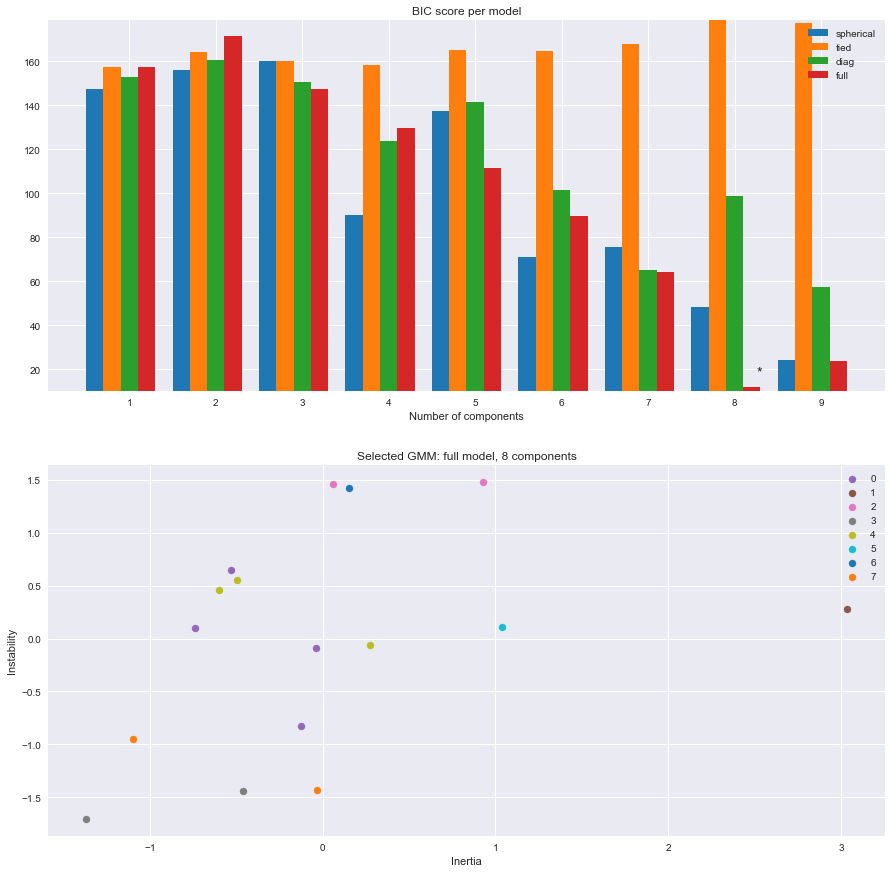 BIC score per model
spherical
tied
diag
full
160
140
120
100
80
60
40
20
*
1 2 3 4 5 6 7 8 9
Number of components
Selected GMM: full model, 8 components
0
1
2
3
4
5
6
7
1.5
1.0
0.5
0.0
−0.5
−1.0
−1.5
Instability
−1 0 1 2 3
Inertia